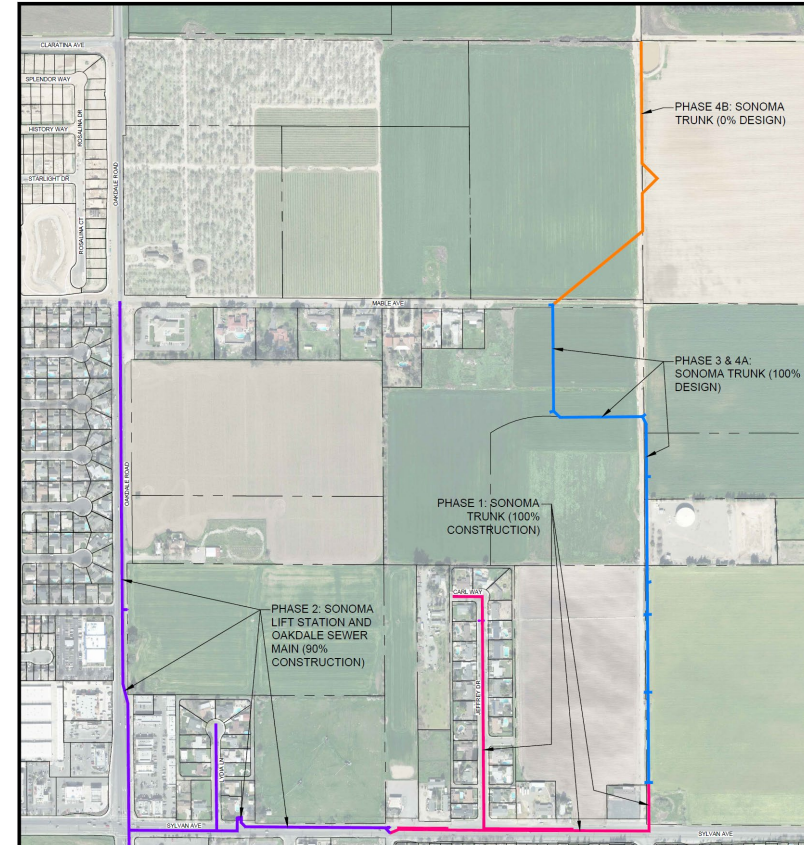 CLARATINA AVE
SPLENDOR WAY
HISTORY WAY
ROSALINA DR
STARLIGHT DR
ROSALINA CT
OAKDALE ROAD
PHASE 4B: SONOMA
TRUNK (0% DESIGN)
MABLE AVE
PHASE 3 & 4A:
SONOMA TRUNK (100%
DESIGN)
OAKDALE ROAD
PHASE 1: SONOMA
TRUNK (100%
CONSTRUCTION)
CARL WAY
PHASE 2: SONOMA
LIFT STATION AND
OAKDALE SEWER
MAIN (90%
CONSTRUCTION)
JEFFREY DR
LYDIA LANE
SYLVAN AVE
SYLVAN AVE